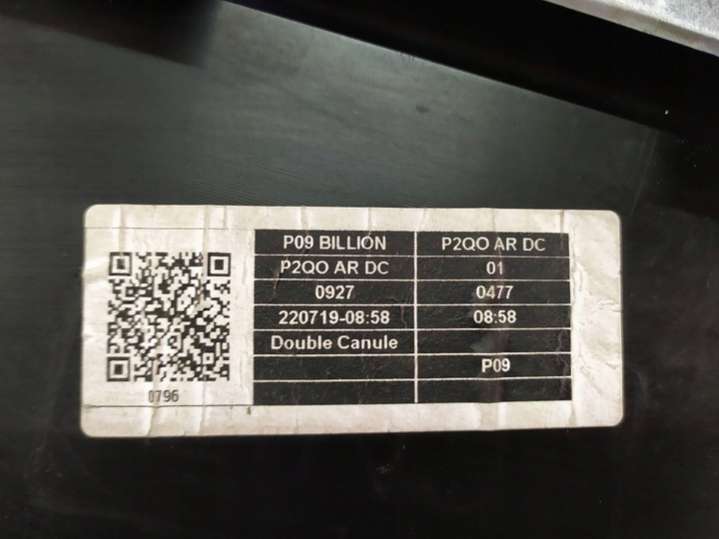 P09 BILLION P2QO AR DC
P2QO AR DC 01
0927 0477
220719-08:58 08:58
Double Canule
P09
0796